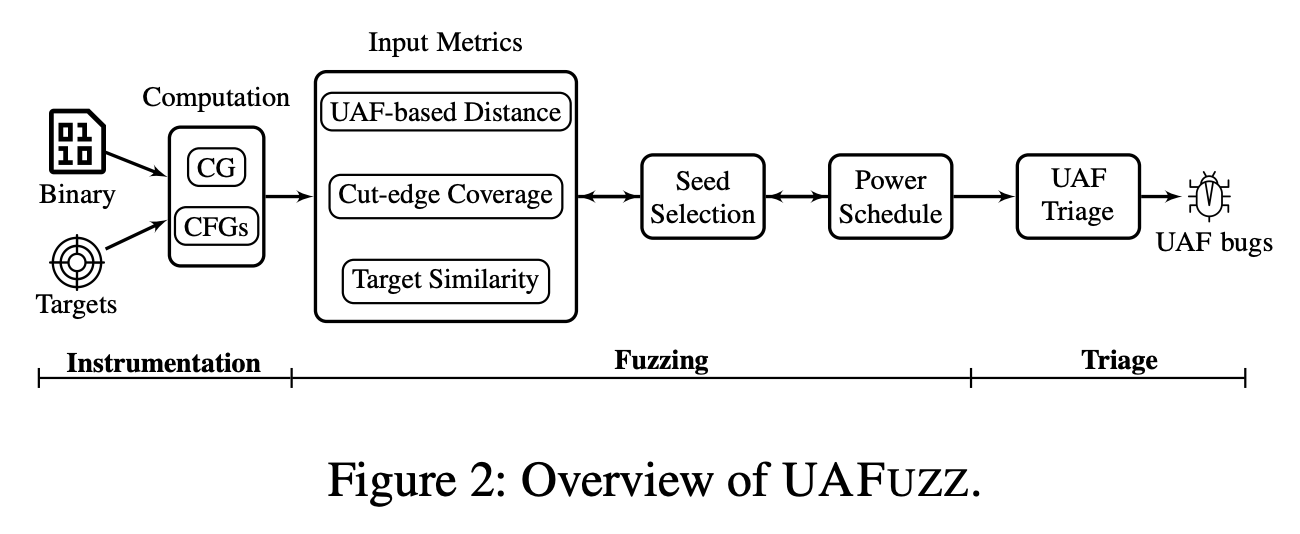 Input Metrics
Computation
UAF-based Distance
01
10
Binary
CG
CFGs
Cut-edge Coverage
Target Similarity
Targets
Seed
Selection
Power
Schedule
UAF
Triage
UAF bugs
Instrumentation
Fuzzing
Triage
Figure 2: Overview of UAFUZZ.